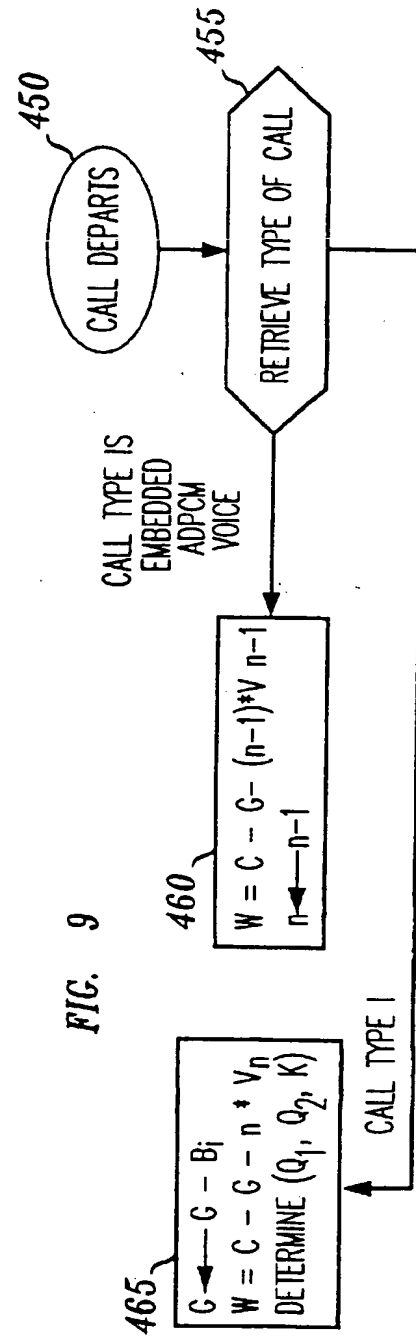 FIG. 9
450
CALL DEPARTS
455
RETRIEVE TYPE OF CALL
CALL TYPE IS
EMBEDDED
ADPCM
VOICE
460
W = C - G- (n-1)*V n-1
n ← n-1
465
G ← G - Bi
W = C - G - n * Vn
DETERMINE (Q1, Q2, K)
CALL TYPE I